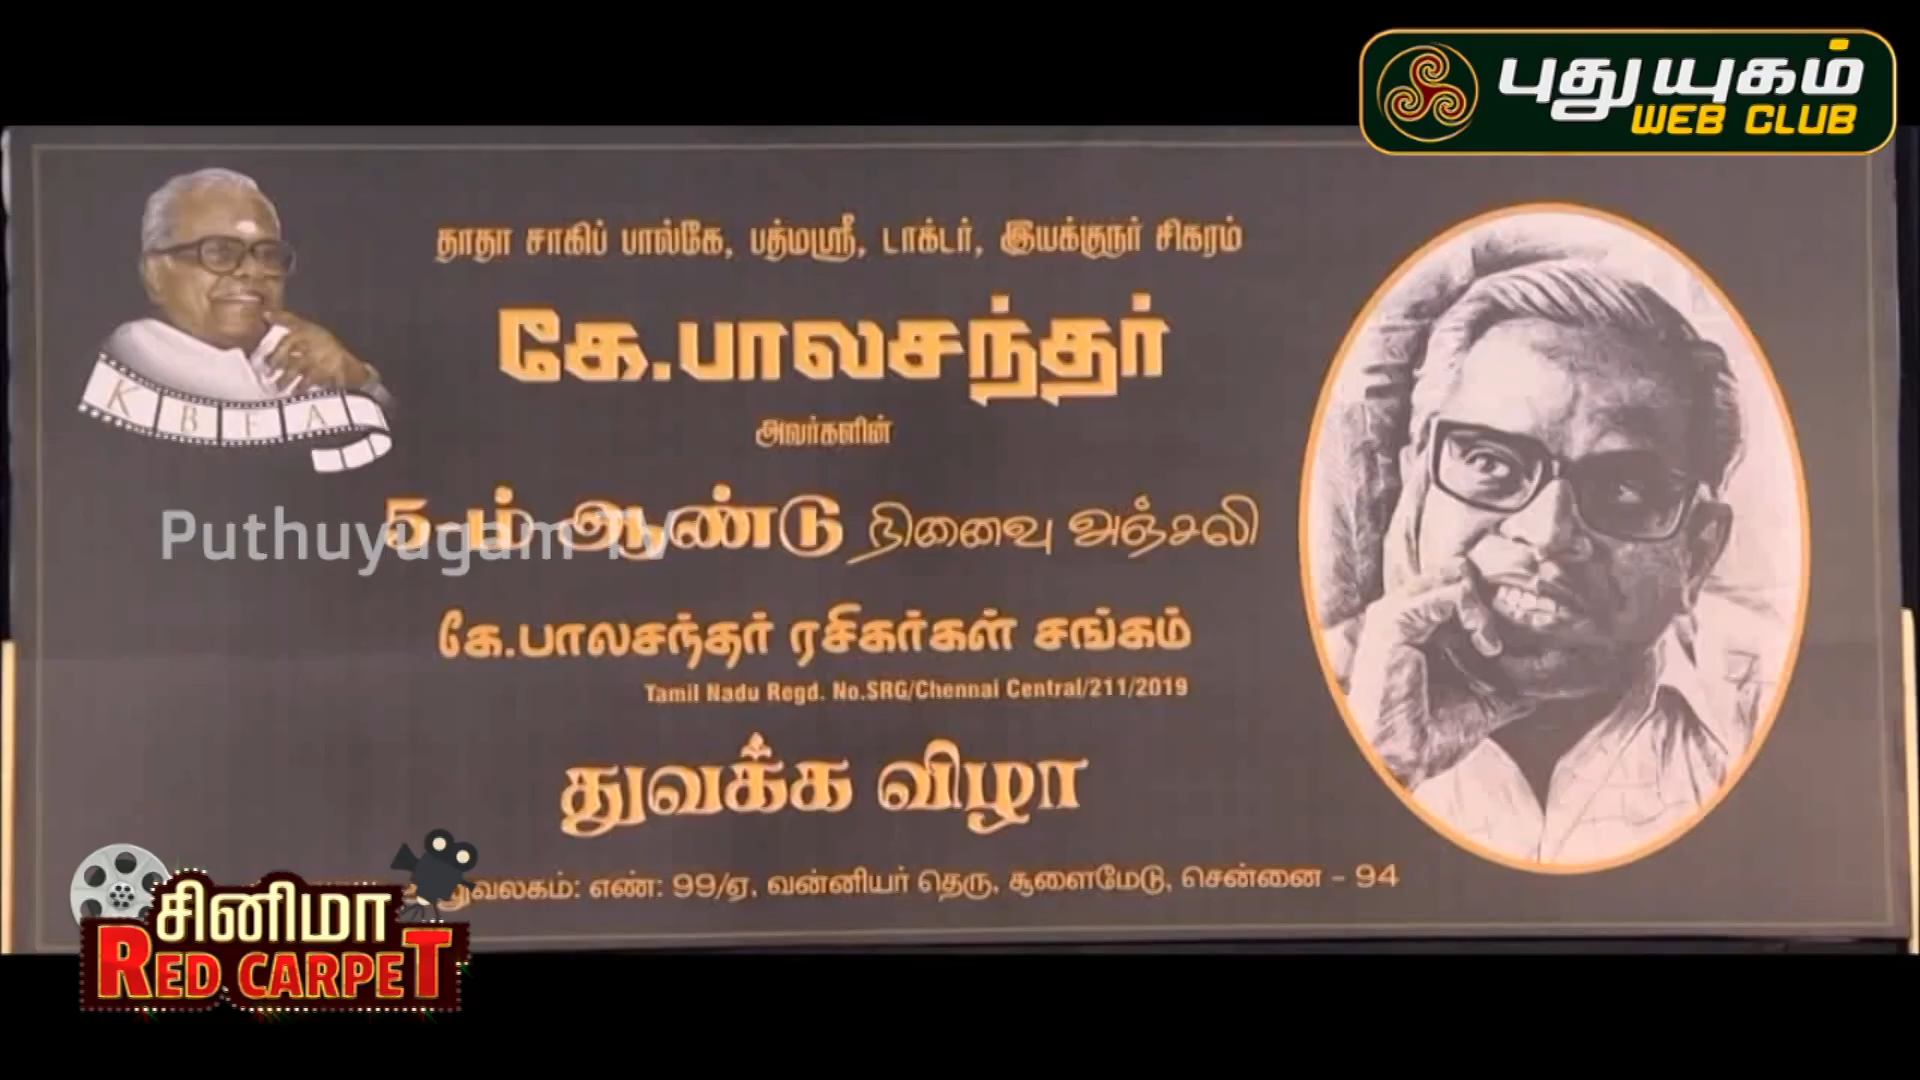 புதுயுகம்
WEB CLUB
தாதா சாகிப் பால்கே, பத்மஸ்ரீ, டாக்டர், இயக்குநர் சிகரம்
கே.பாலசந்தர்
அவர்களின்
K B F A
5-ம் ஆண்டு நினைவு அஞ்சலி
Puthuyugam TV
கே.பாலசந்தர் ரசிகர்கள் சங்கம்
Tamil Nadu Regd. No.SRG/Chennai Central/211/2019
துவக்க விழா
எண்: 99/ஏ, வன்னியர் தெரு, சூளைமேடு, சென்னை - 94
சினிமா
RED CARPET